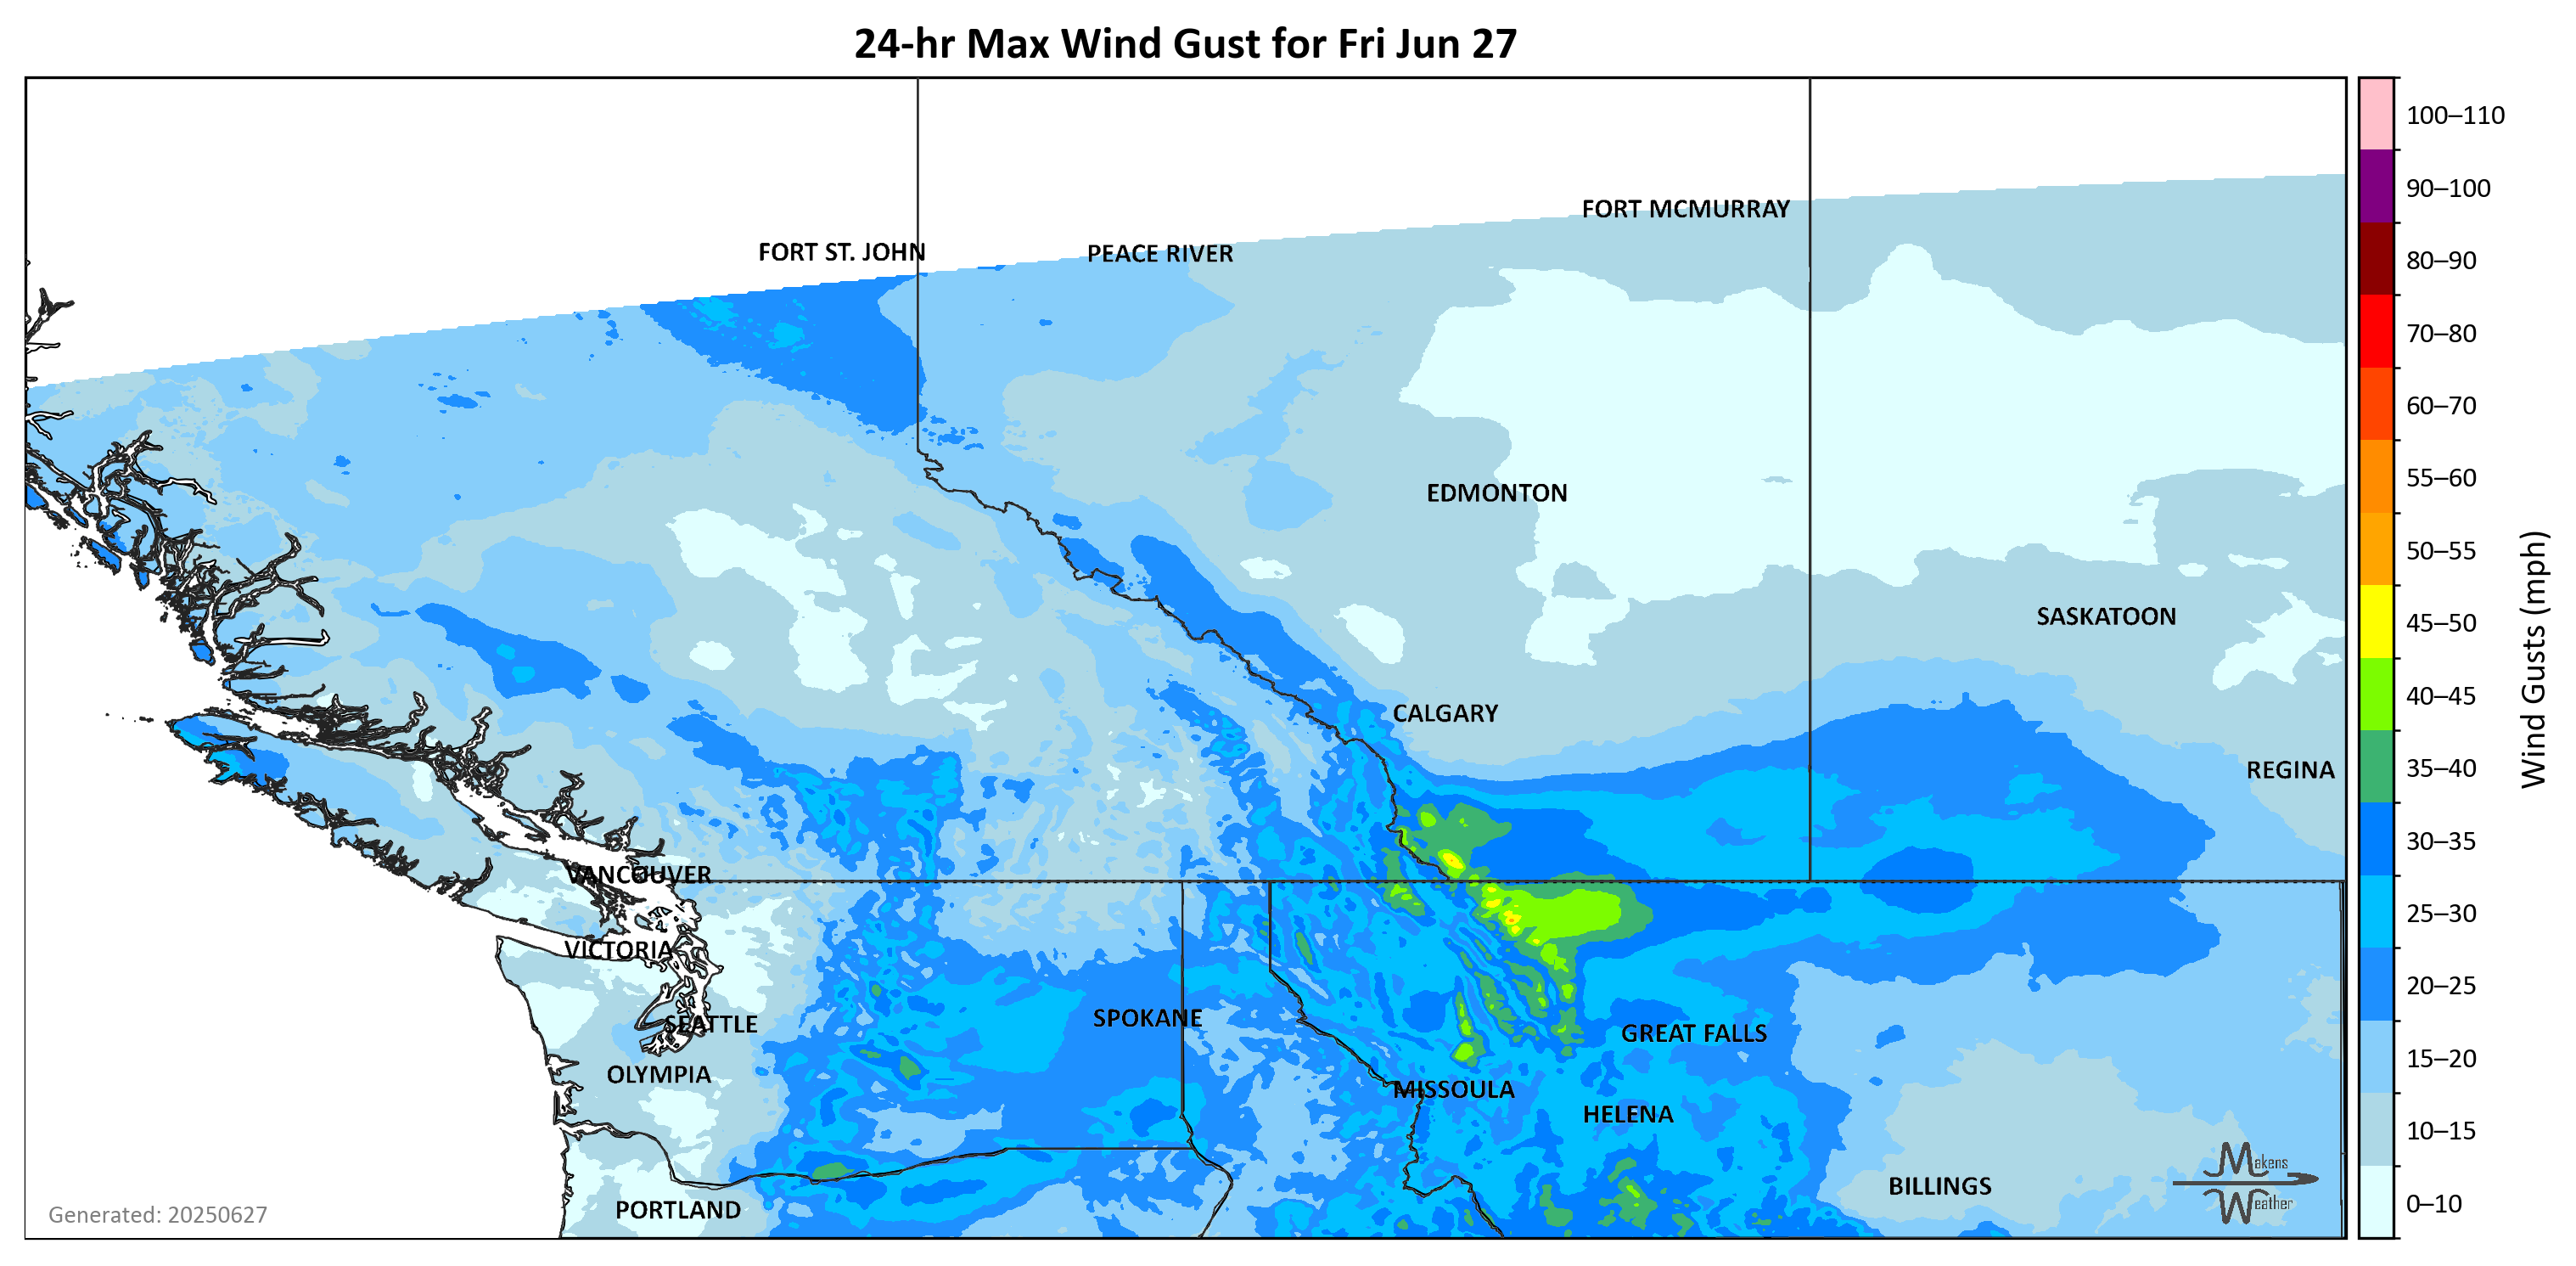 24-hr Max Wind Gust for Fri Jun 27
100–110
90–100
80–90
70–80
60–70
55–60
50–55
45–50
40–45
35–40
30–35
25–30
20–25
15–20
10–15
0–10
Wind Gusts (mph)
FORT MCMURRAY
FORT ST. JOHN
PEACE RIVER
EDMONTON
SASKATOON
CALGARY
REGINA
VANCOUVER
VICTORIA
SEATTLE
SPOKANE
GREAT FALLS
OLYMPIA
MISSOULA
HELENA
BILLINGS
PORTLAND
Makens
Weather
Generated: 20250627